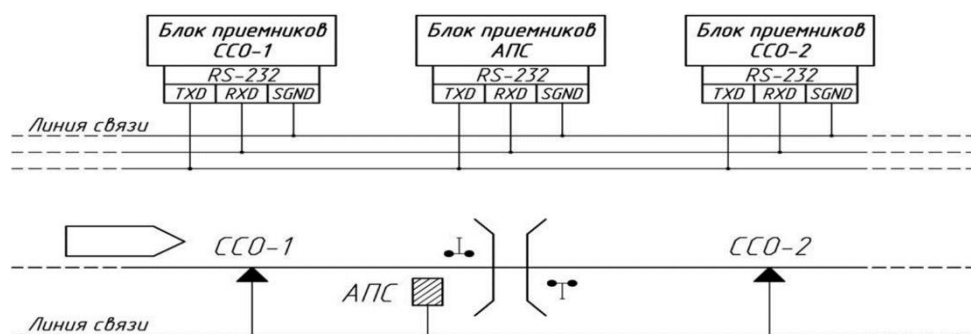 Блок приемников
ССО-1
RS-232
TXD RXD SGND
Блок приемников
АПС
RS-232
TXD RXD SGND
Блок приемников
ССО-2
RS-232
TXD RXD SGND
Линия связи
ССО-1
ССО-2
АПС
Линия связи